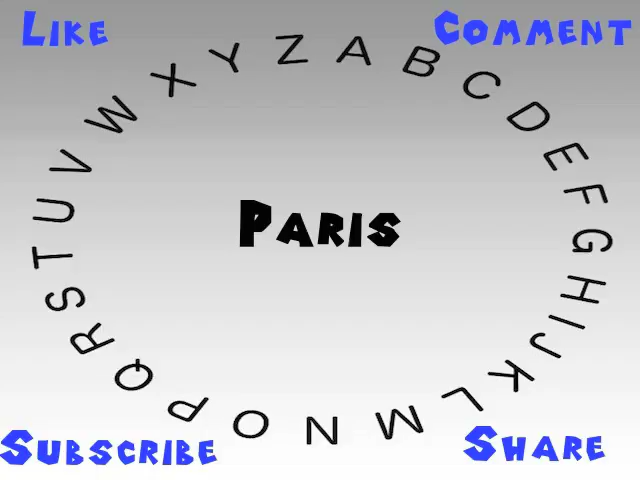 Like
Comment
A B C D E F G H I J K L M N O P Q R S T U V W X Y Z
Paris
Subscribe
Share